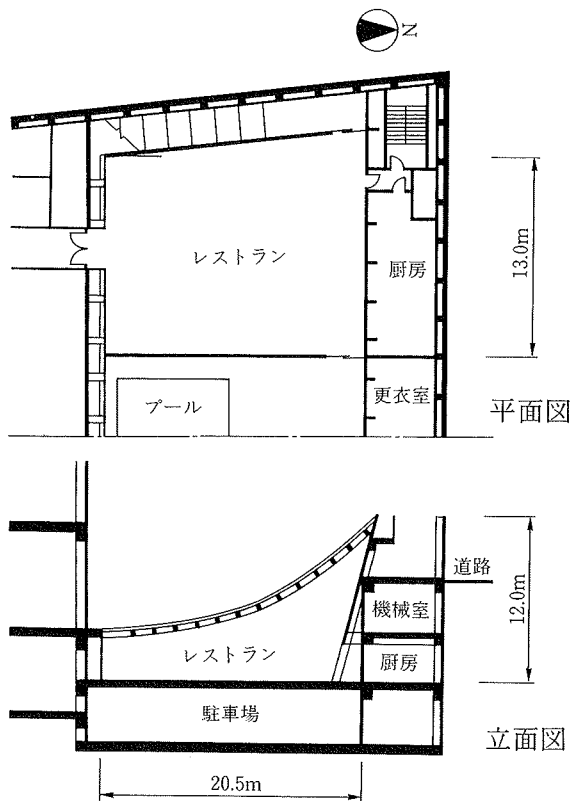 N
レストラン
厨房
13.0m
プール
更衣室
平面図
道路
機械室
12.0m
レストラン
厨房
駐車場
立面図
20.5m